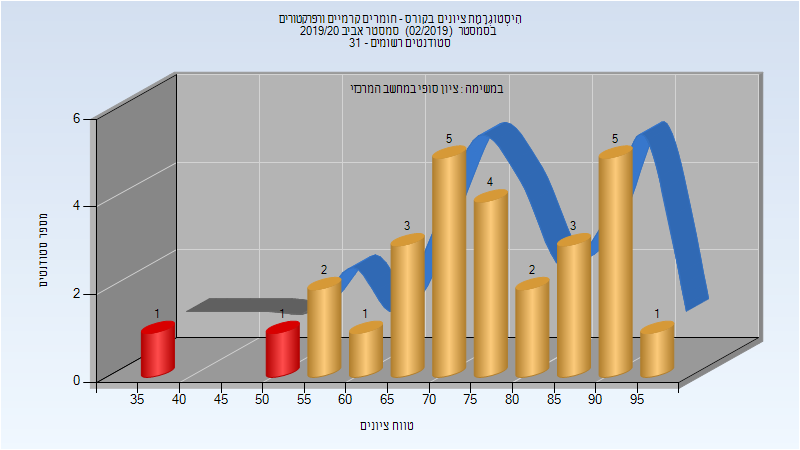 היסטוגרמת ציונים בקורס - חומרים קרמיים ורפרקטורים
בסמסטר (02/2019) סמסטר אביב 2019/20
סטודנטים רשומים - 31
במשימה : ציון סופי במחשב המרכזי
מספר סטודנטים
6
4
2
0
1
1
2
1
3
5
4
2
3
5
1
35 40 45 50 55 60 65 70 75 80 85 90 95
טווח ציונים